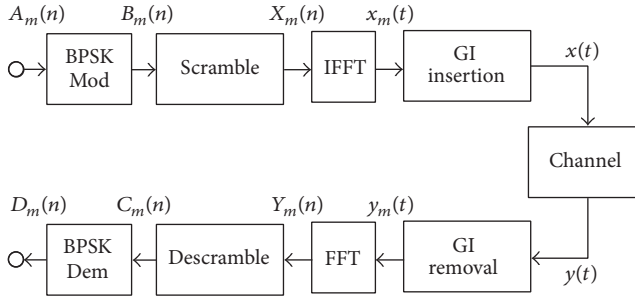 A_m(n) B_m(n) X_m(n) x_m(t)
BPSK Mod
Scramble
IFFT
GI insertion
x(t)
Channel
y(t)
D_m(n) C_m(n) Y_m(n) y_m(t)
BPSK Dem
Descramble
FFT
GI removal